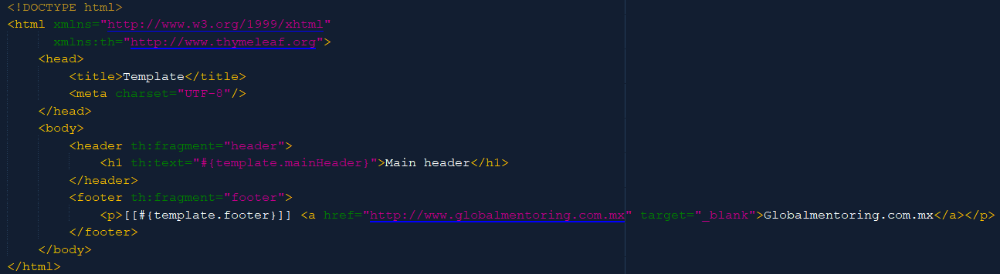 <!DOCTYPE html>
<html xmlns="http://www.w3.org/1999/xhtml"
      xmlns:th="http://www.thymeleaf.org">
    <head>
        <title>Template</title>
        <meta charset="UTF-8"/>
    </head>
    <body>
        <header th:fragment="header">
            <h1 th:text="#{template.mainHeader}">Main header</h1>
        </header>
        <footer th:fragment="footer">
            <p>[[#{template.footer}]] <a href="http://www.globalmentoring.com.mx" target="_blank">Globalmentoring.com.mx</a></p>
        </footer>
    </body>
</html>